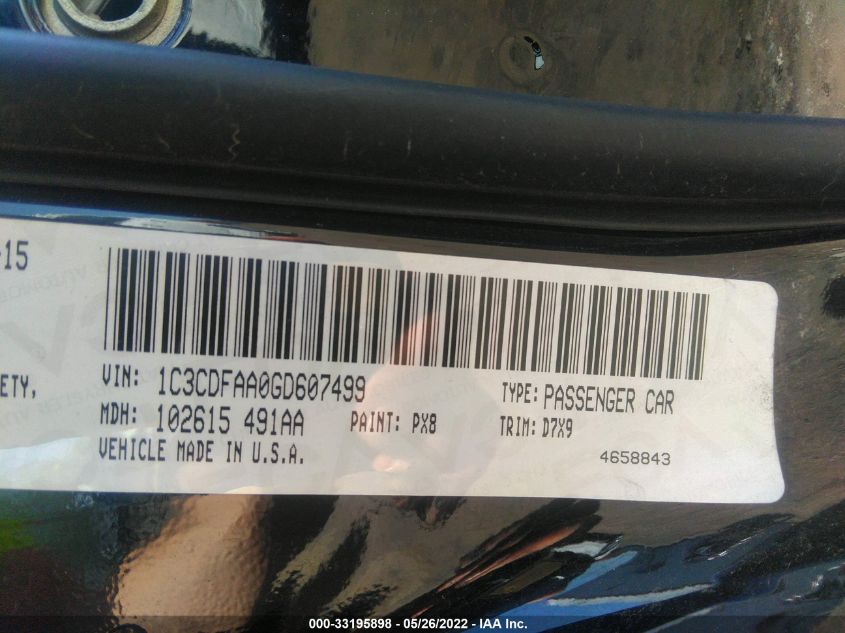 -15
ETY,
VIN: 1C3CDFAA0GD607499
TYPE: PASSENGER CAR
MDH: 102615 491AA
PAINT: PX8
TRIM: D7X9
VEHICLE MADE IN U.S.A.
4658843
000-33195898 - 05/26/2022 - IAA Inc.